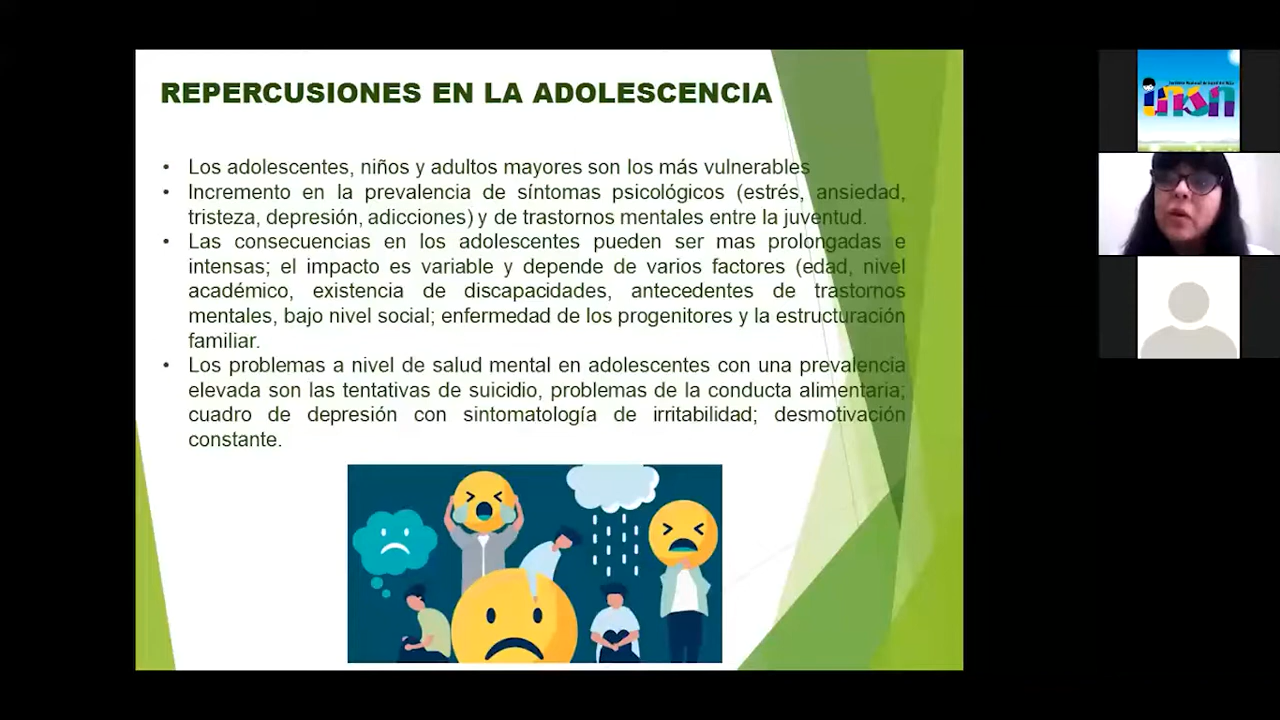 REPERCUSIONES EN LA ADOLESCENCIA
• Los adolescentes, niños y adultos mayores son los más vulnerables
• Incremento en la prevalencia de síntomas psicológicos (estrés, ansiedad,
tristeza, depresión, adicciones) y de trastornos mentales entre la juventud.
• Las consecuencias en los adolescentes pueden ser mas prolongadas e
intensas; el impacto es variable y depende de varios factores (edad, nivel
académico, existencia de discapacidades, antecedentes de trastornos
mentales, bajo nivel social; enfermedad de los progenitores y la estructuración
familiar.
• Los problemas a nivel de salud mental en adolescentes con una prevalencia
elevada son las tentativas de suicidio, problemas de la conducta alimentaria;
cuadro de depresión con sintomatología de irritabilidad; desmotivación
constante.
insn